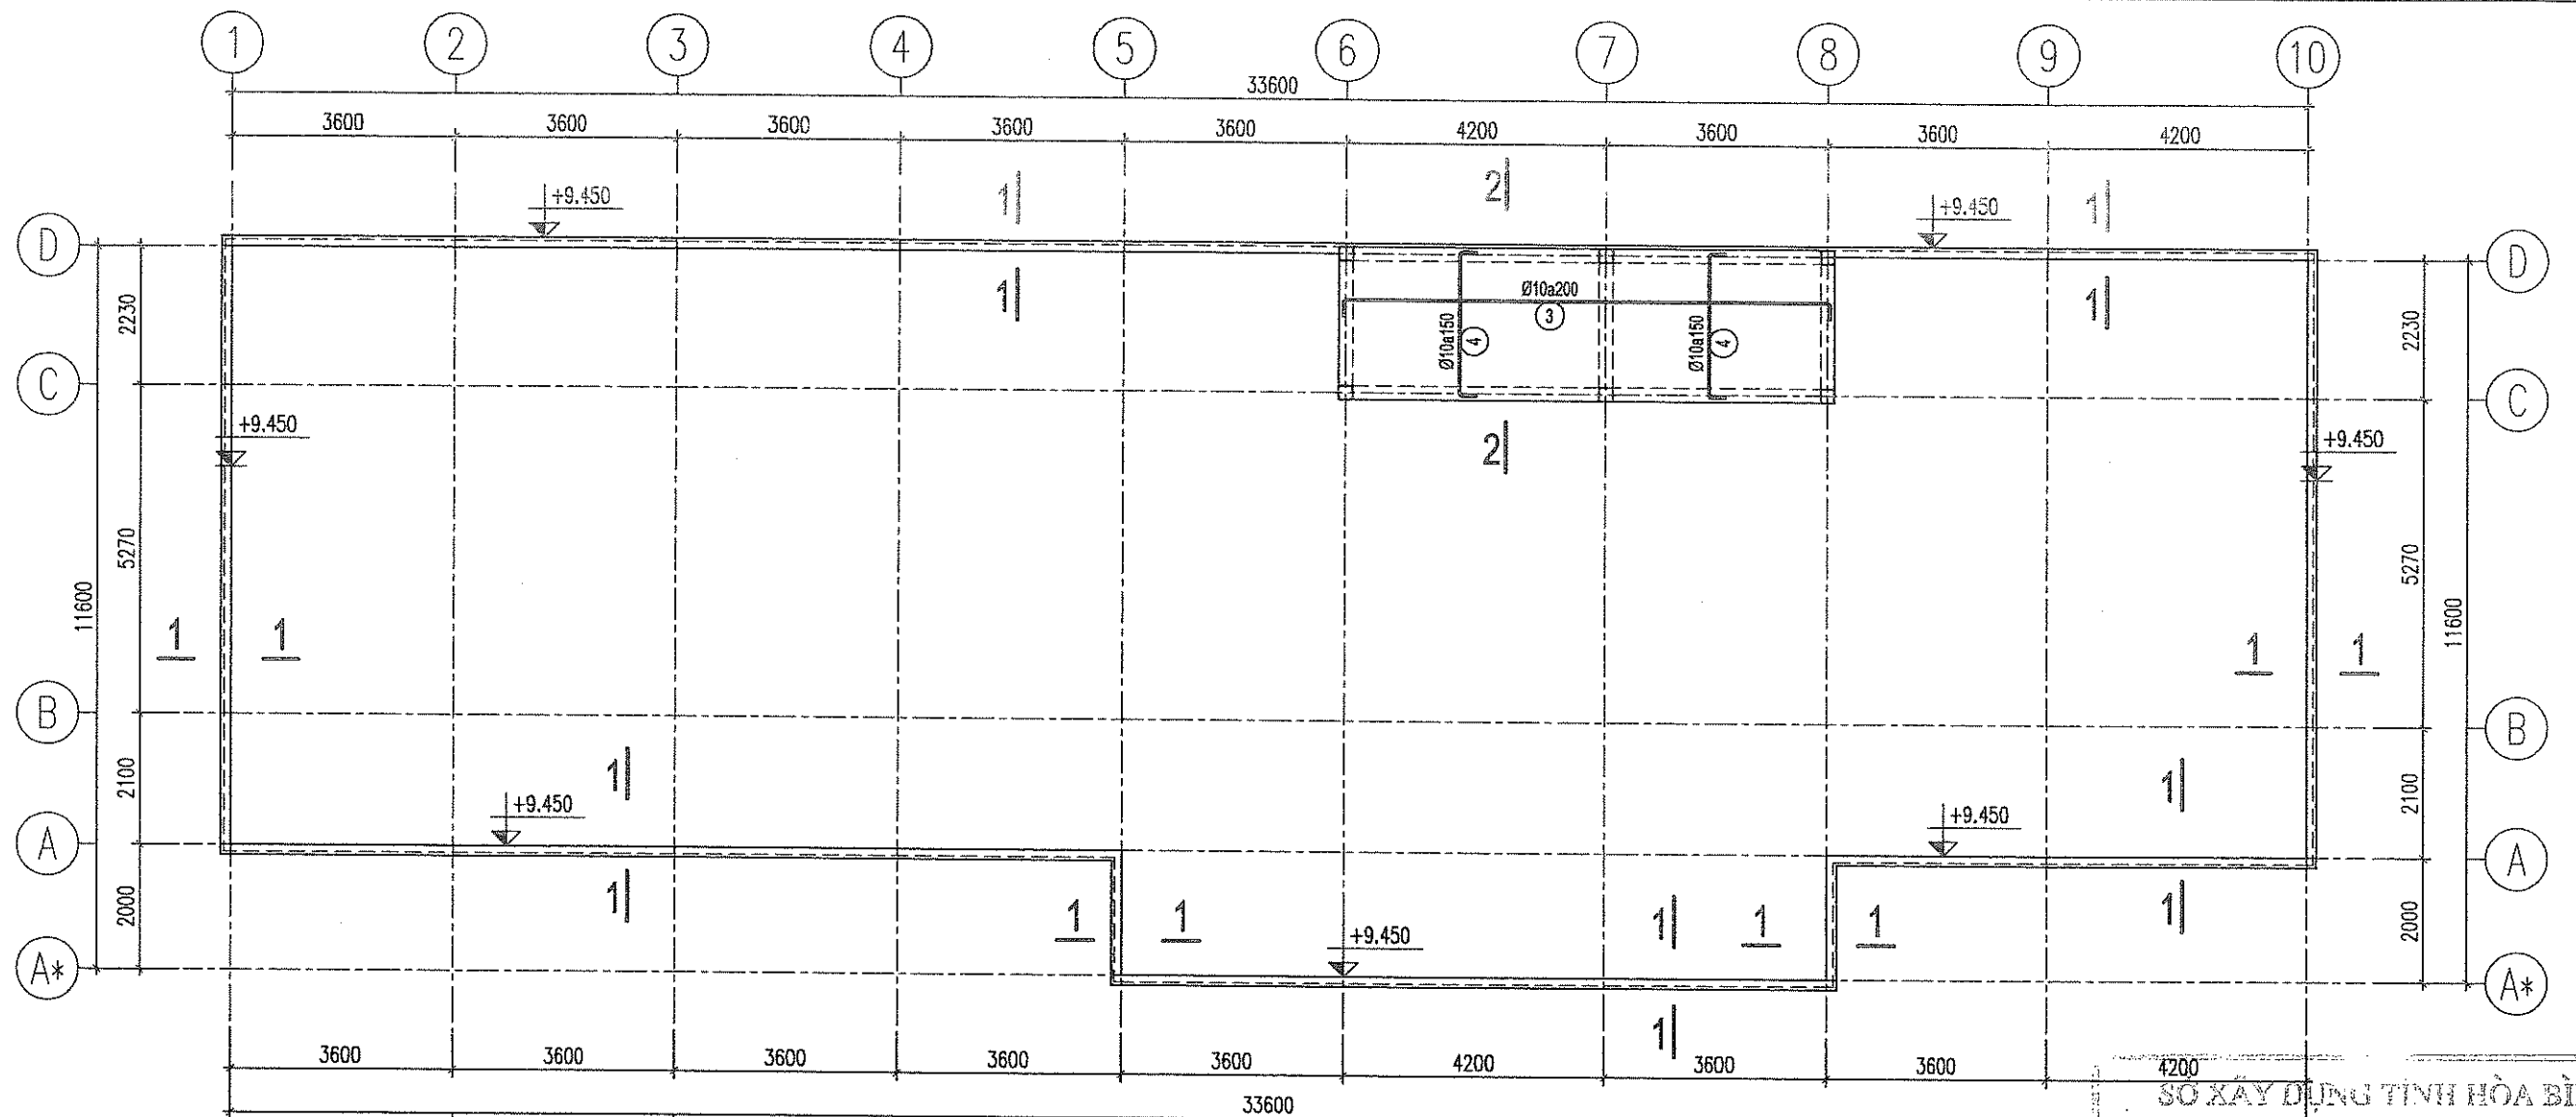 1 2 3 4 5 6 7 8 9 10
33600
3600 3600 3600 3600 3600 4200 3600 3600 4200
1 2 1
+9.450 +9.450
D D
1 1
Ø10a200
3
2230 Ø10a150 4 Ø10a150 4 2230
C C
+9.450 +9.450
2
5270 5270
11600 11600
1 1 1 1
B B
1 1
2100 2100
+9.450 +9.450
A A
1 1
2000 1 1 1 1 1 2000
+9.450
A* A*
1
3600 3600 3600 3600 3600 4200 3600 3600 4200
33600
SỞ XÂY DỰNG TỈNH HÒA BÌ